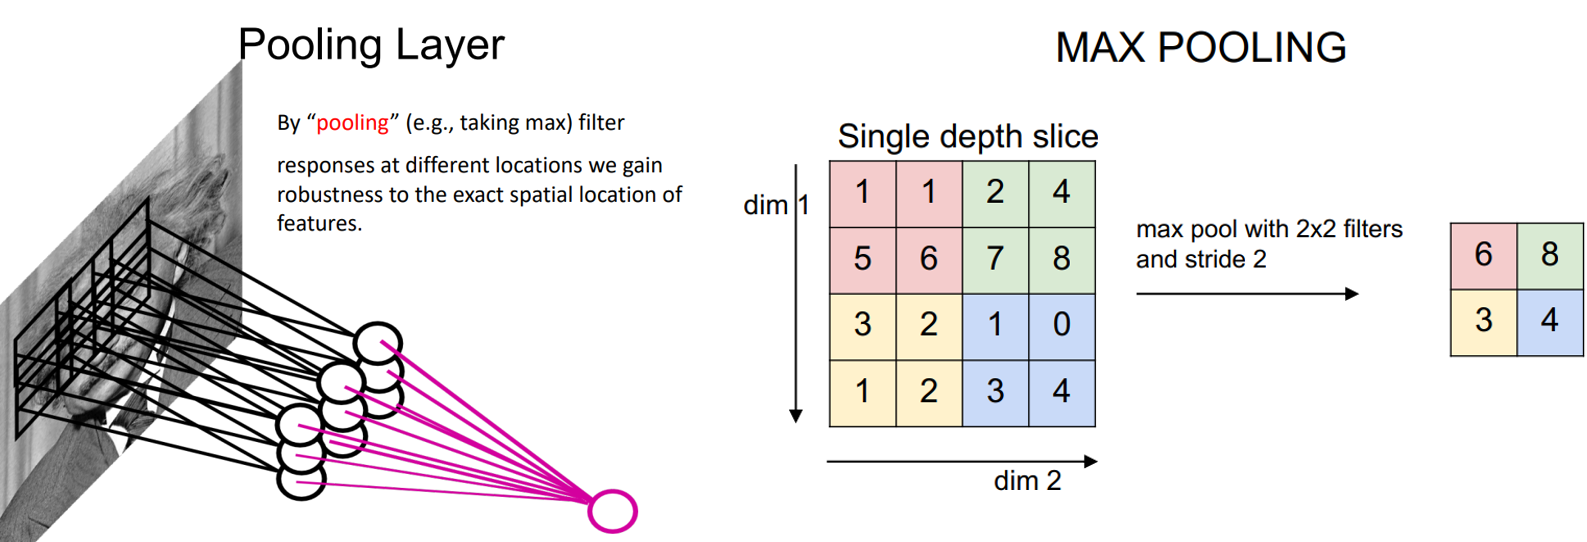 Pooling Layer
By “pooling” (e.g., taking max) filter
responses at different locations we gain
robustness to the exact spatial location of
features.
MAX POOLING
Single depth slice
dim 1
1 1 2 4
5 6 7 8
3 2 1 0
1 2 3 4
dim 2
max pool with 2x2 filters
and stride 2
6 8
3 4